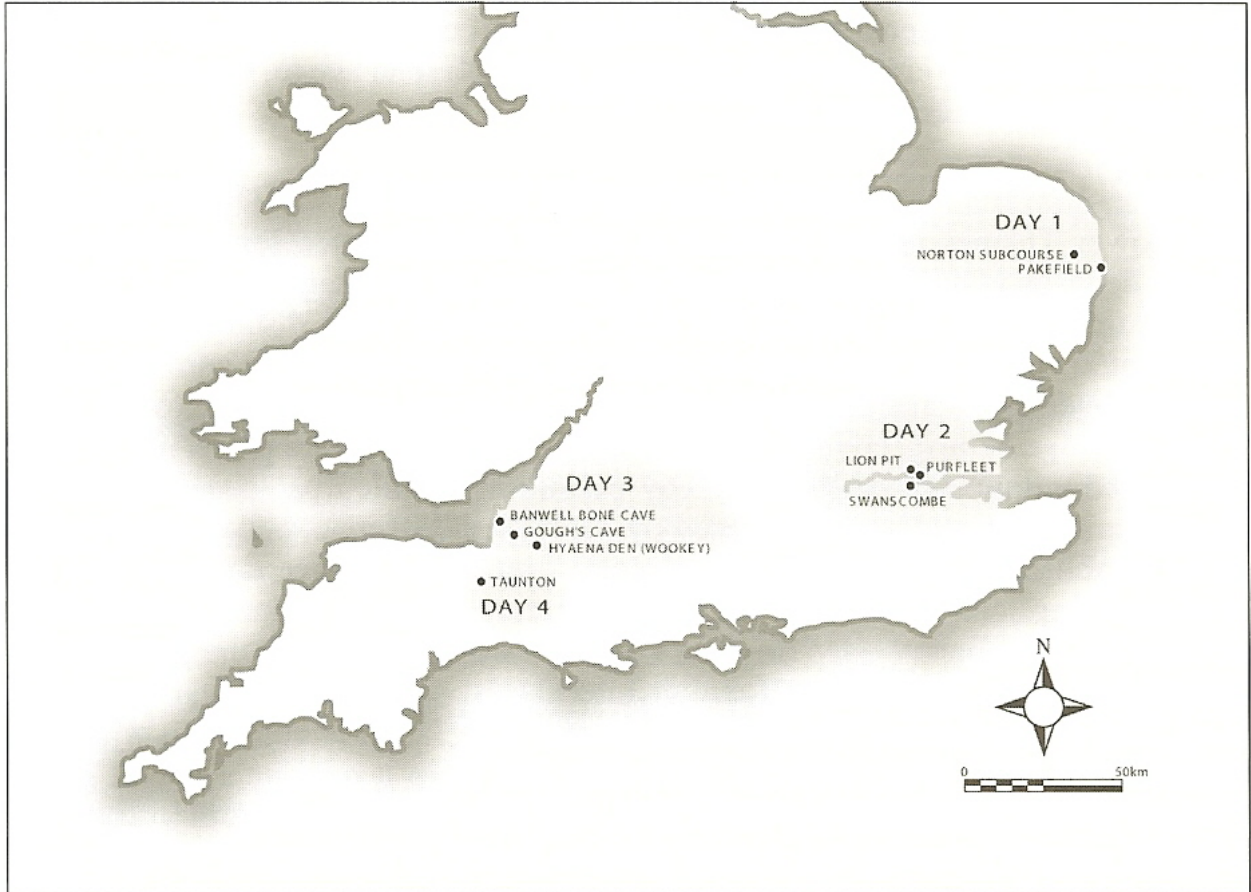 DAY 1
NORTON SUBCOURSE
PAKEFIELD
DAY 2
LION PIT
PURFLEET
SWANSCOMBE
DAY 3
BANWELL BONE CAVE
GOUGH'S CAVE
HYAENA DEN (WOOKEY)
TAUNTON
DAY 4
N
0 50km